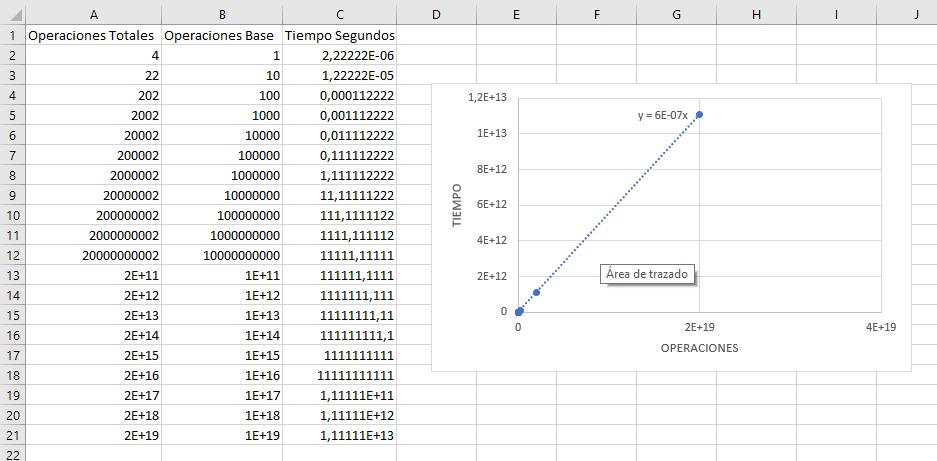 A B C D E F G H I J
1 Operaciones Totales Operaciones Base Tiempo Segundos
2 4 1 2,22222E-06
3 22 10 1,22222E-05
4 202 100 0,000112222
5 2002 1000 0,001112222
6 20002 10000 0,011112222
7 200002 100000 0,111112222
8 2000002 1000000 1,111112222
9 20000002 10000000 11,11111222
10 200000002 100000000 111,1111122
11 2000000002 1000000000 1111,111112
12 20000000002 10000000000 11111,11111
13 2E+11 1E+11 111111,1111
14 2E+12 1E+12 1111111,111
15 2E+13 1E+13 11111111,11
16 2E+14 1E+14 111111111,1
17 2E+15 1E+15 1111111111
18 2E+16 1E+16 11111111111
19 2E+17 1E+17 1,11111E+11
20 2E+18 1E+18 1,11111E+12
21 2E+19 1E+19 1,11111E+13
22
1,2E+13
y = 6E-07x
1E+13
8E+12
6E+12
4E+12
2E+12
0
TIEMPO
Área de trazado
0 2E+19 4E+19
OPERACIONES